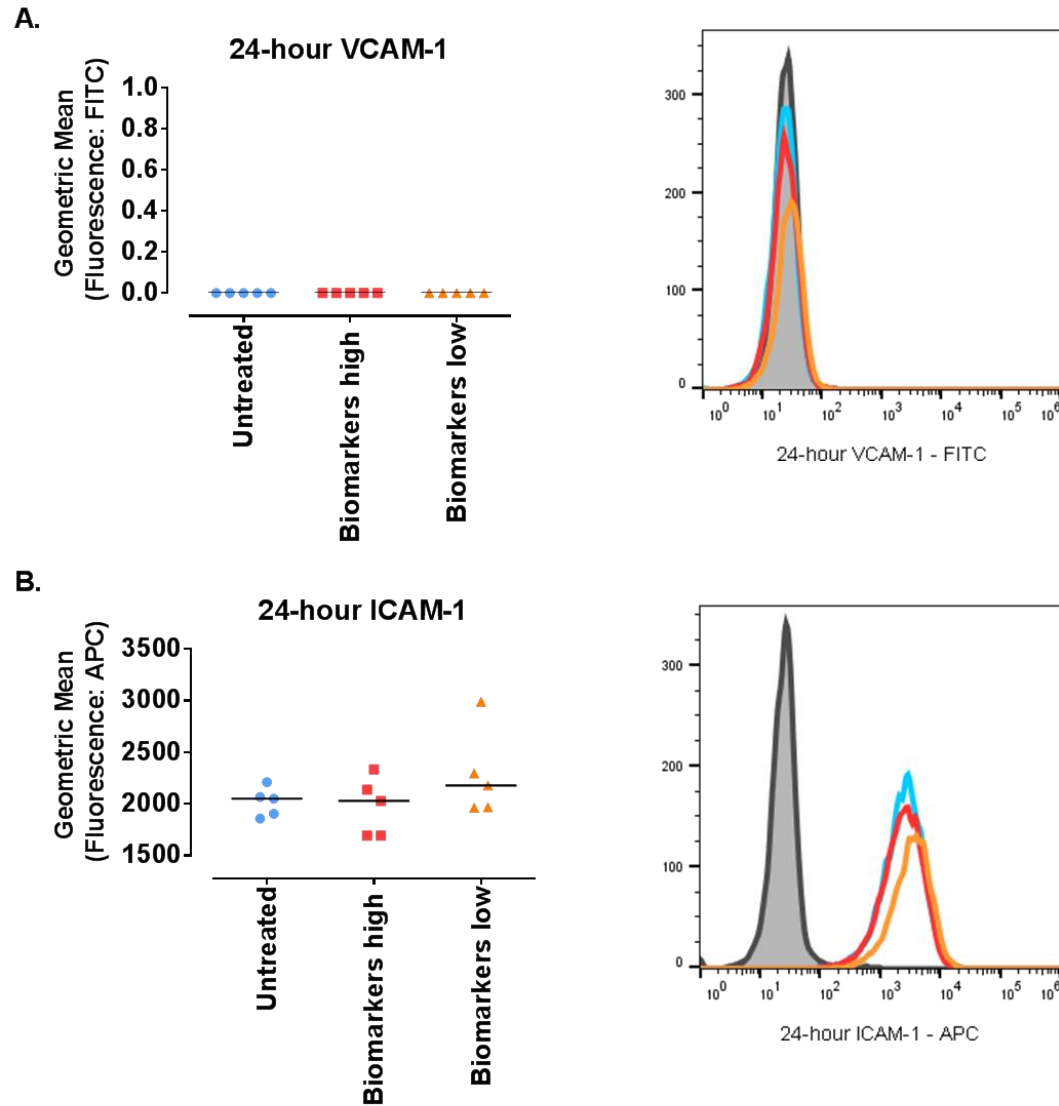 A.
24-hour VCAM-1
Geometric Mean
(Fluorescence: FITC)
1.0
0.8
0.6
0.4
0.2
0.0
Untreated
Biomarkers high
Biomarkers low
300
200
100
0
10^0 10^1 10^2 10^3 10^4 10^5 10^6
24-hour VCAM-1 - FITC
B.
24-hour ICAM-1
Geometric Mean
(Fluorescence: APC)
3500
3000
2500
2000
1500
Untreated
Biomarkers high
Biomarkers low
300
200
100
0
10^0 10^1 10^2 10^3 10^4 10^5 10^6
24-hour ICAM-1 - APC